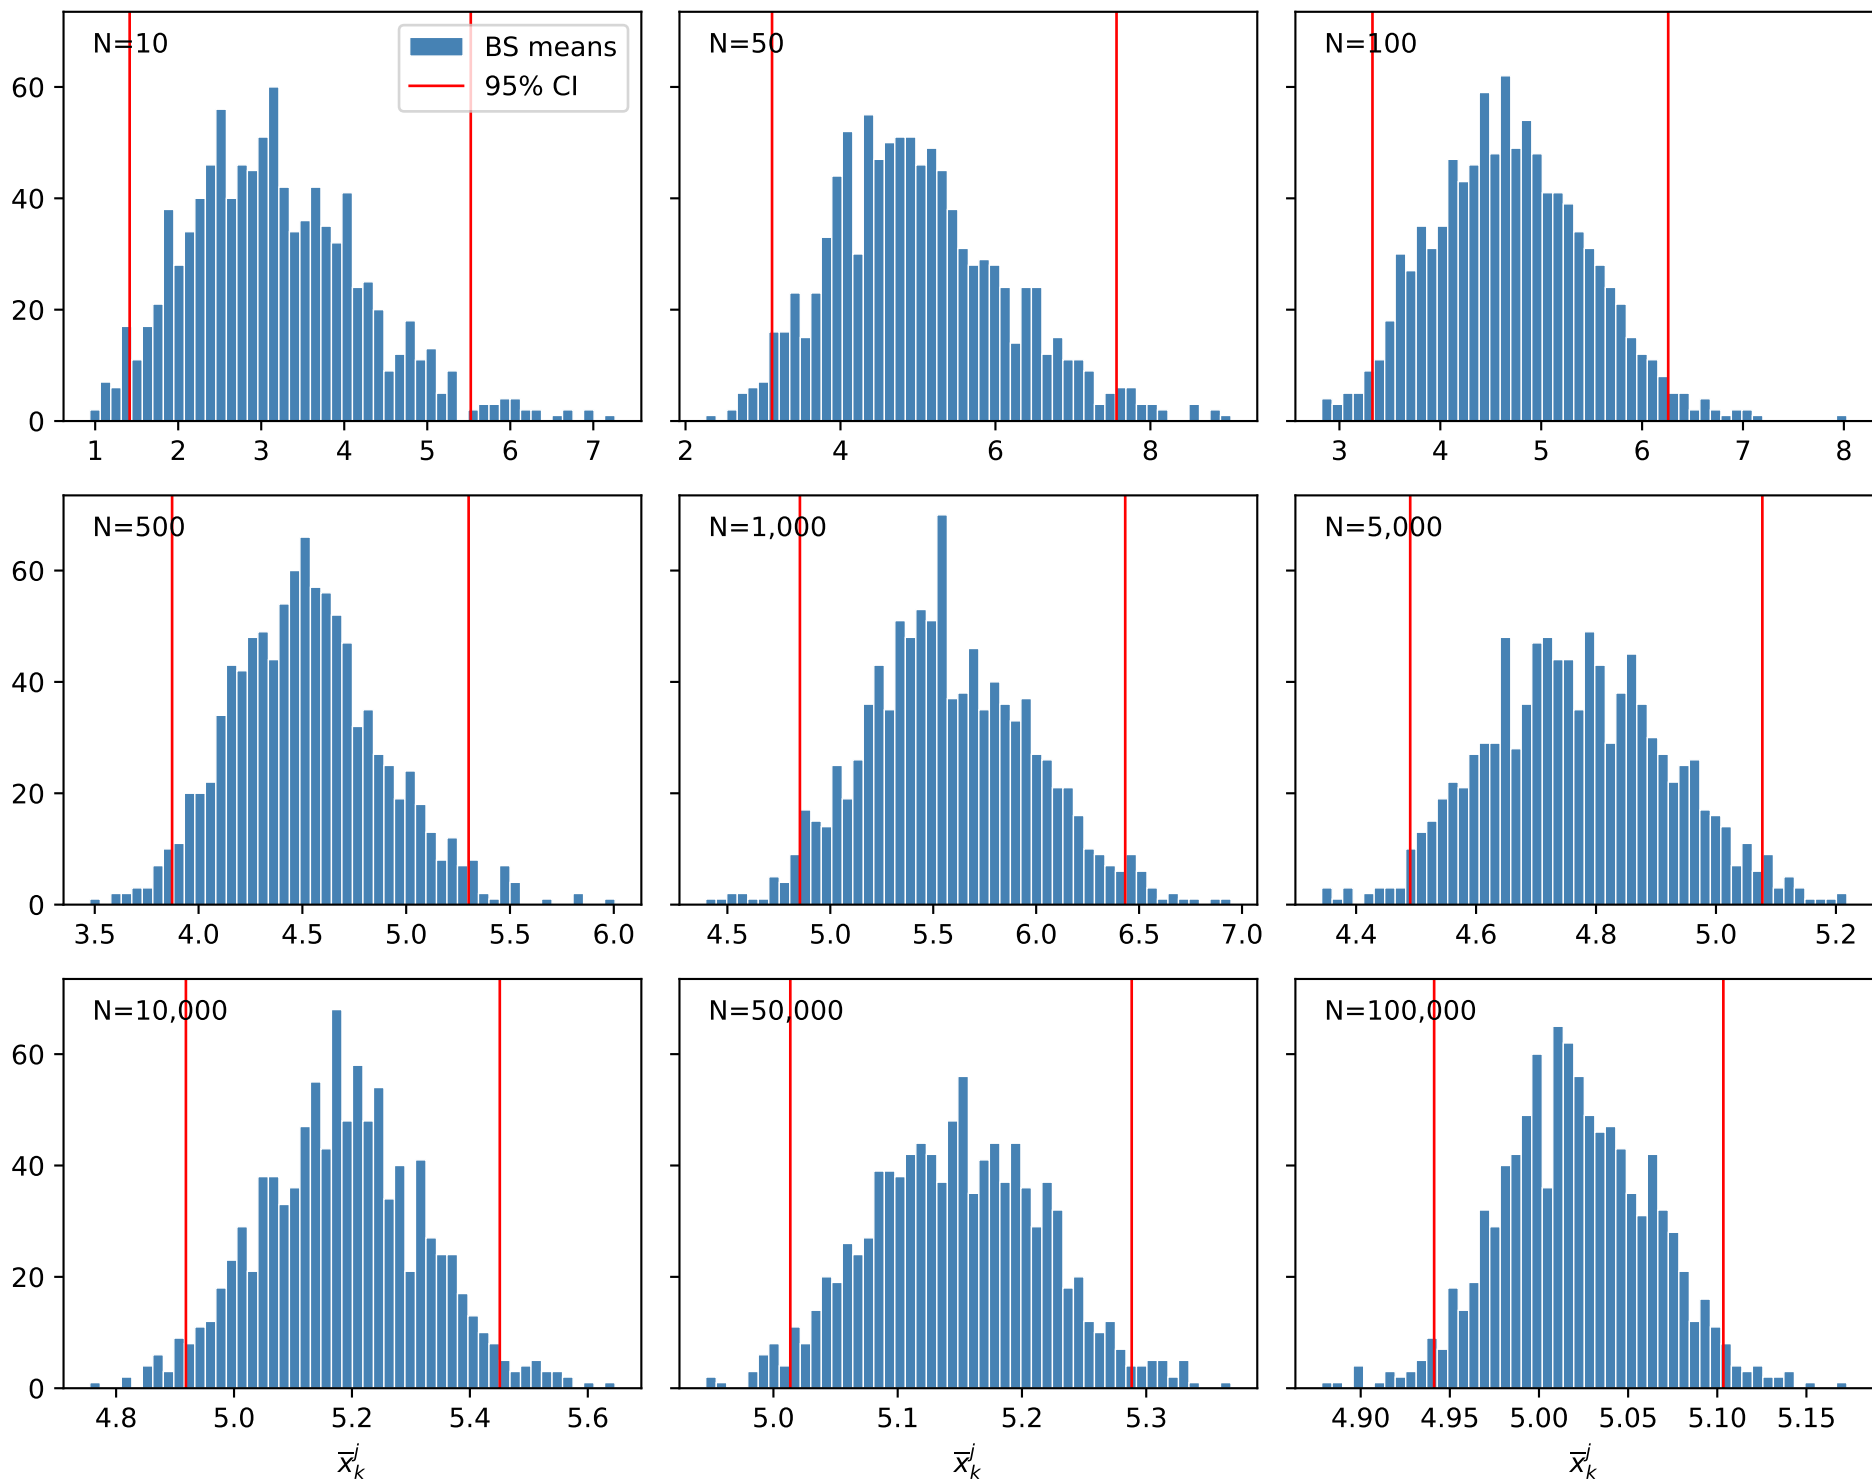 N=10
BS means
95% CI
60
40
20
0
1 2 3 4 5 6 7
N=50
2 4 6 8
N=100
3 4 5 6 7 8
N=500
60
40
20
0
3.5 4.0 4.5 5.0 5.5 6.0
N=1,000
4.5 5.0 5.5 6.0 6.5 7.0
N=5,000
4.4 4.6 4.8 5.0 5.2
N=10,000
60
40
20
0
4.8 5.0 5.2 5.4 5.6
x̅ⱼₖ
N=50,000
5.0 5.1 5.2 5.3
x̅ʲₖ
N=100,000
4.90 4.95 5.00 5.05 5.10 5.15
x̅ʲₖ